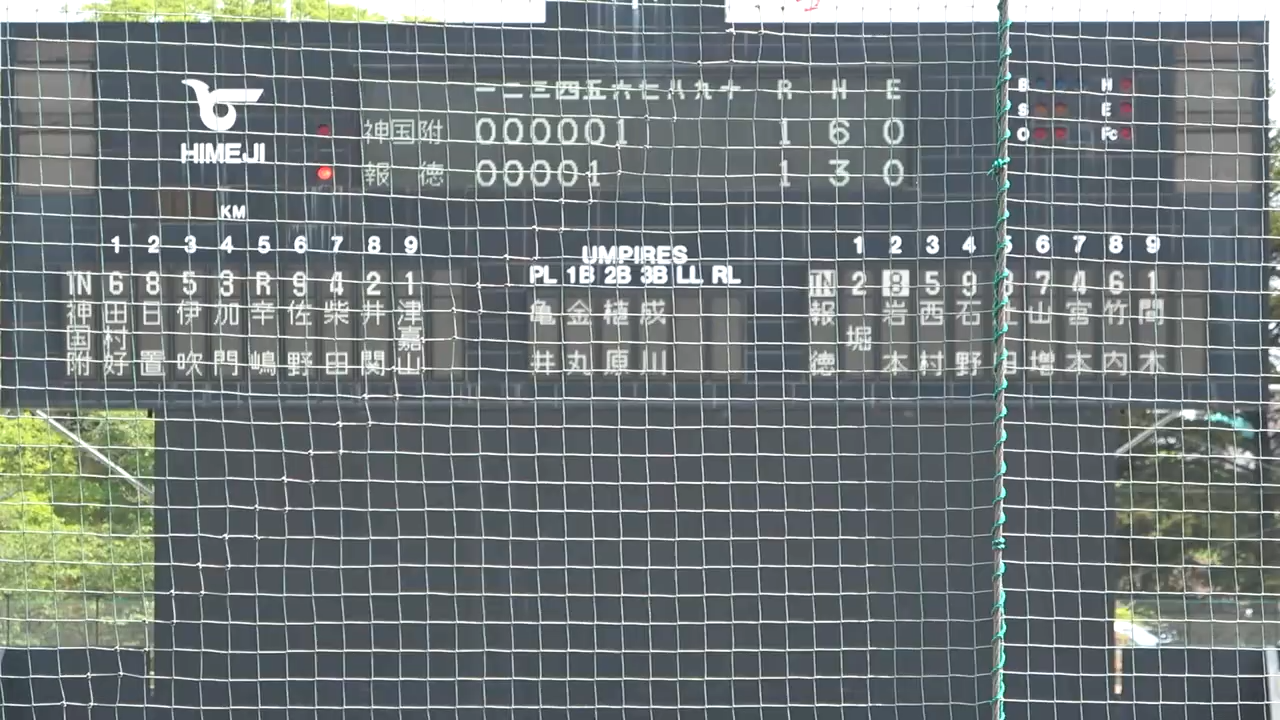 一二三四五六七八九十 R H E
神国附 000001 1 6 0
報徳 00001 1 3 0
HIMEJI
KM
B H
S E
O Fc
1 2 3 4 5 6 7 8 9
IN 6 8 5 3 R 9 4 2 1
神国附 田村好 日置 伊吹 加門 幸嶋 佐野 柴田 井関 津嘉山
UMPIRES
PL 1B 2B 3B LL RL
亀井 金丸 植原 成川
1 2 3 4 5 6 7 8 9
IN 2 8 5 9 3 7 4 6 1
報徳 堀 岩本 西村 石野 山増 宮本 竹内 間木